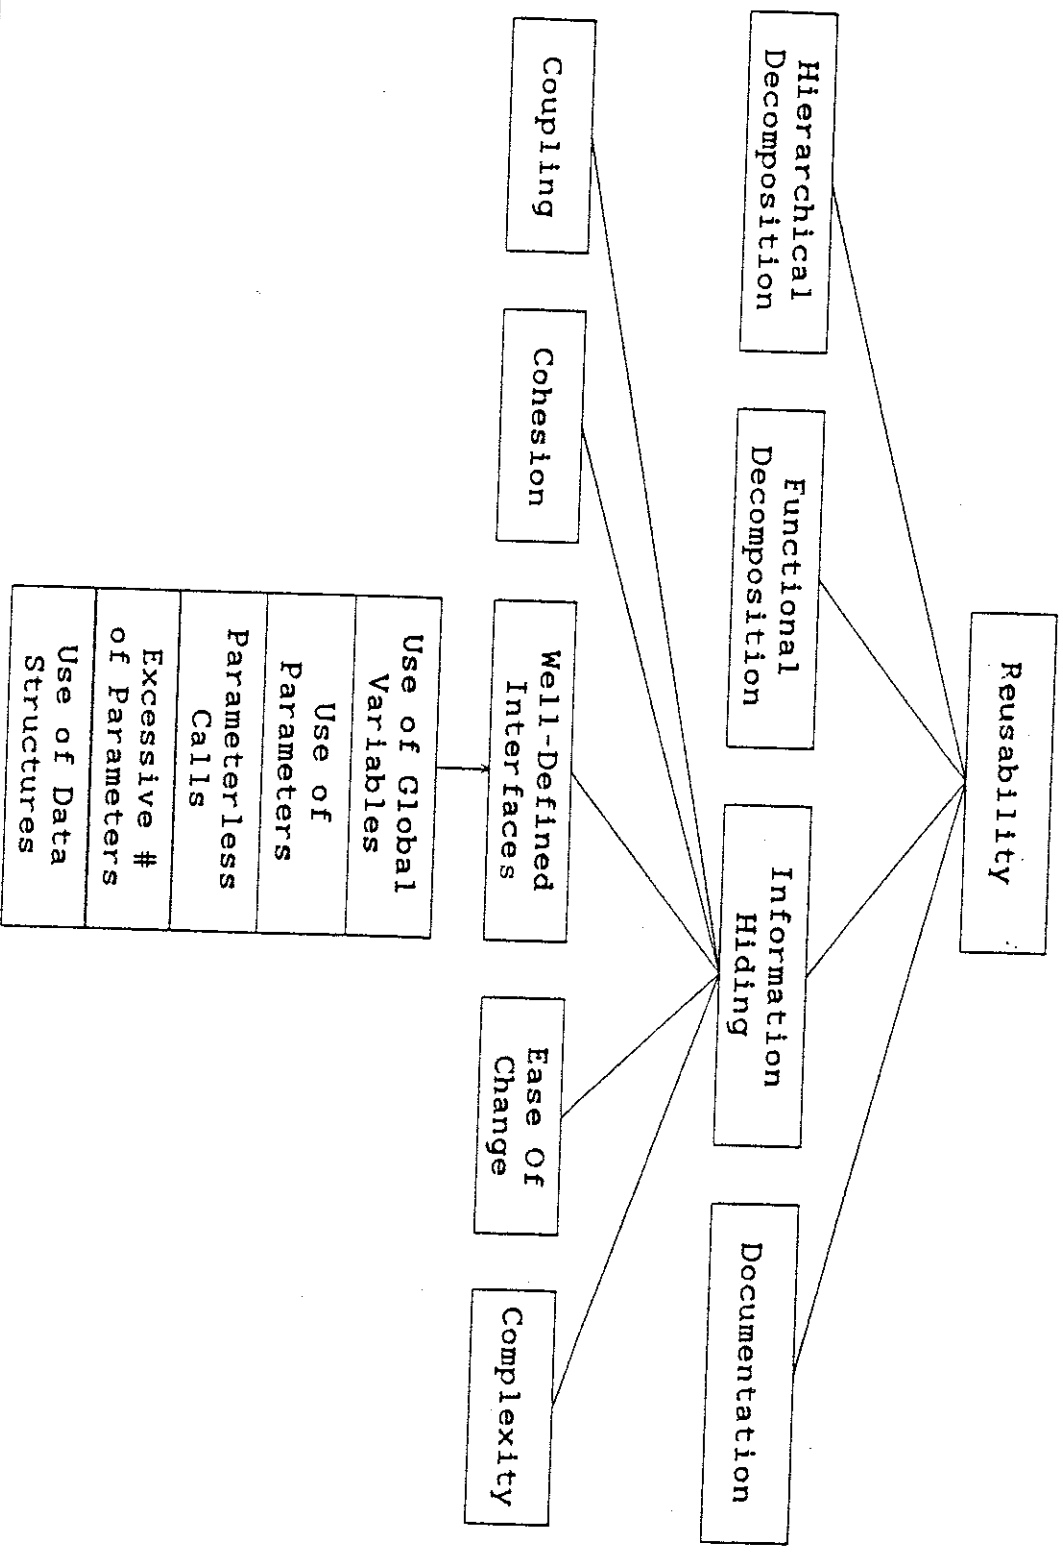 Reusability
Hierarchical
Decomposition
Functional
Decomposition
Information
Hiding
Documentation
Coupling
Cohesion
Well-Defined
Interfaces
Ease Of
Change
Complexity
Use of Global
Variables
Use of
Parameters
Parameterless
Calls
Excessive #
of Parameters
Use of Data
Structures